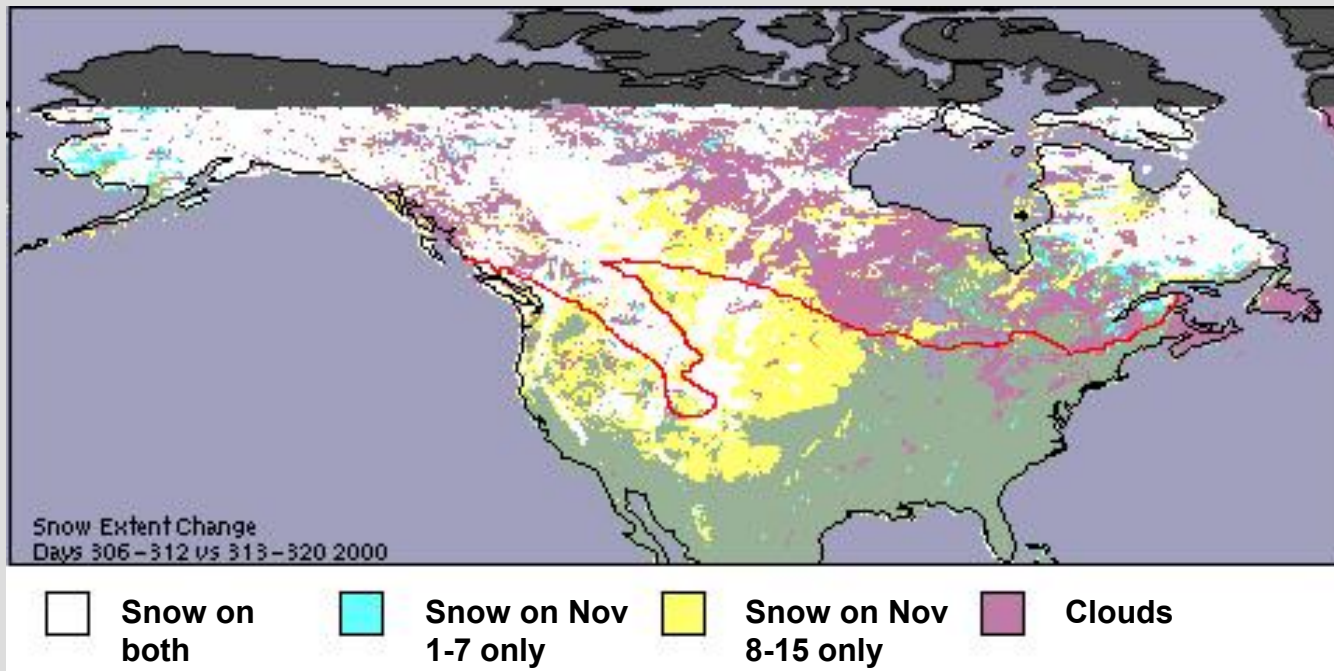 Snow Extent Change
Days 306-312 vs 313-320 2000
Snow on both
Snow on Nov 1-7 only
Snow on Nov 8-15 only
Clouds